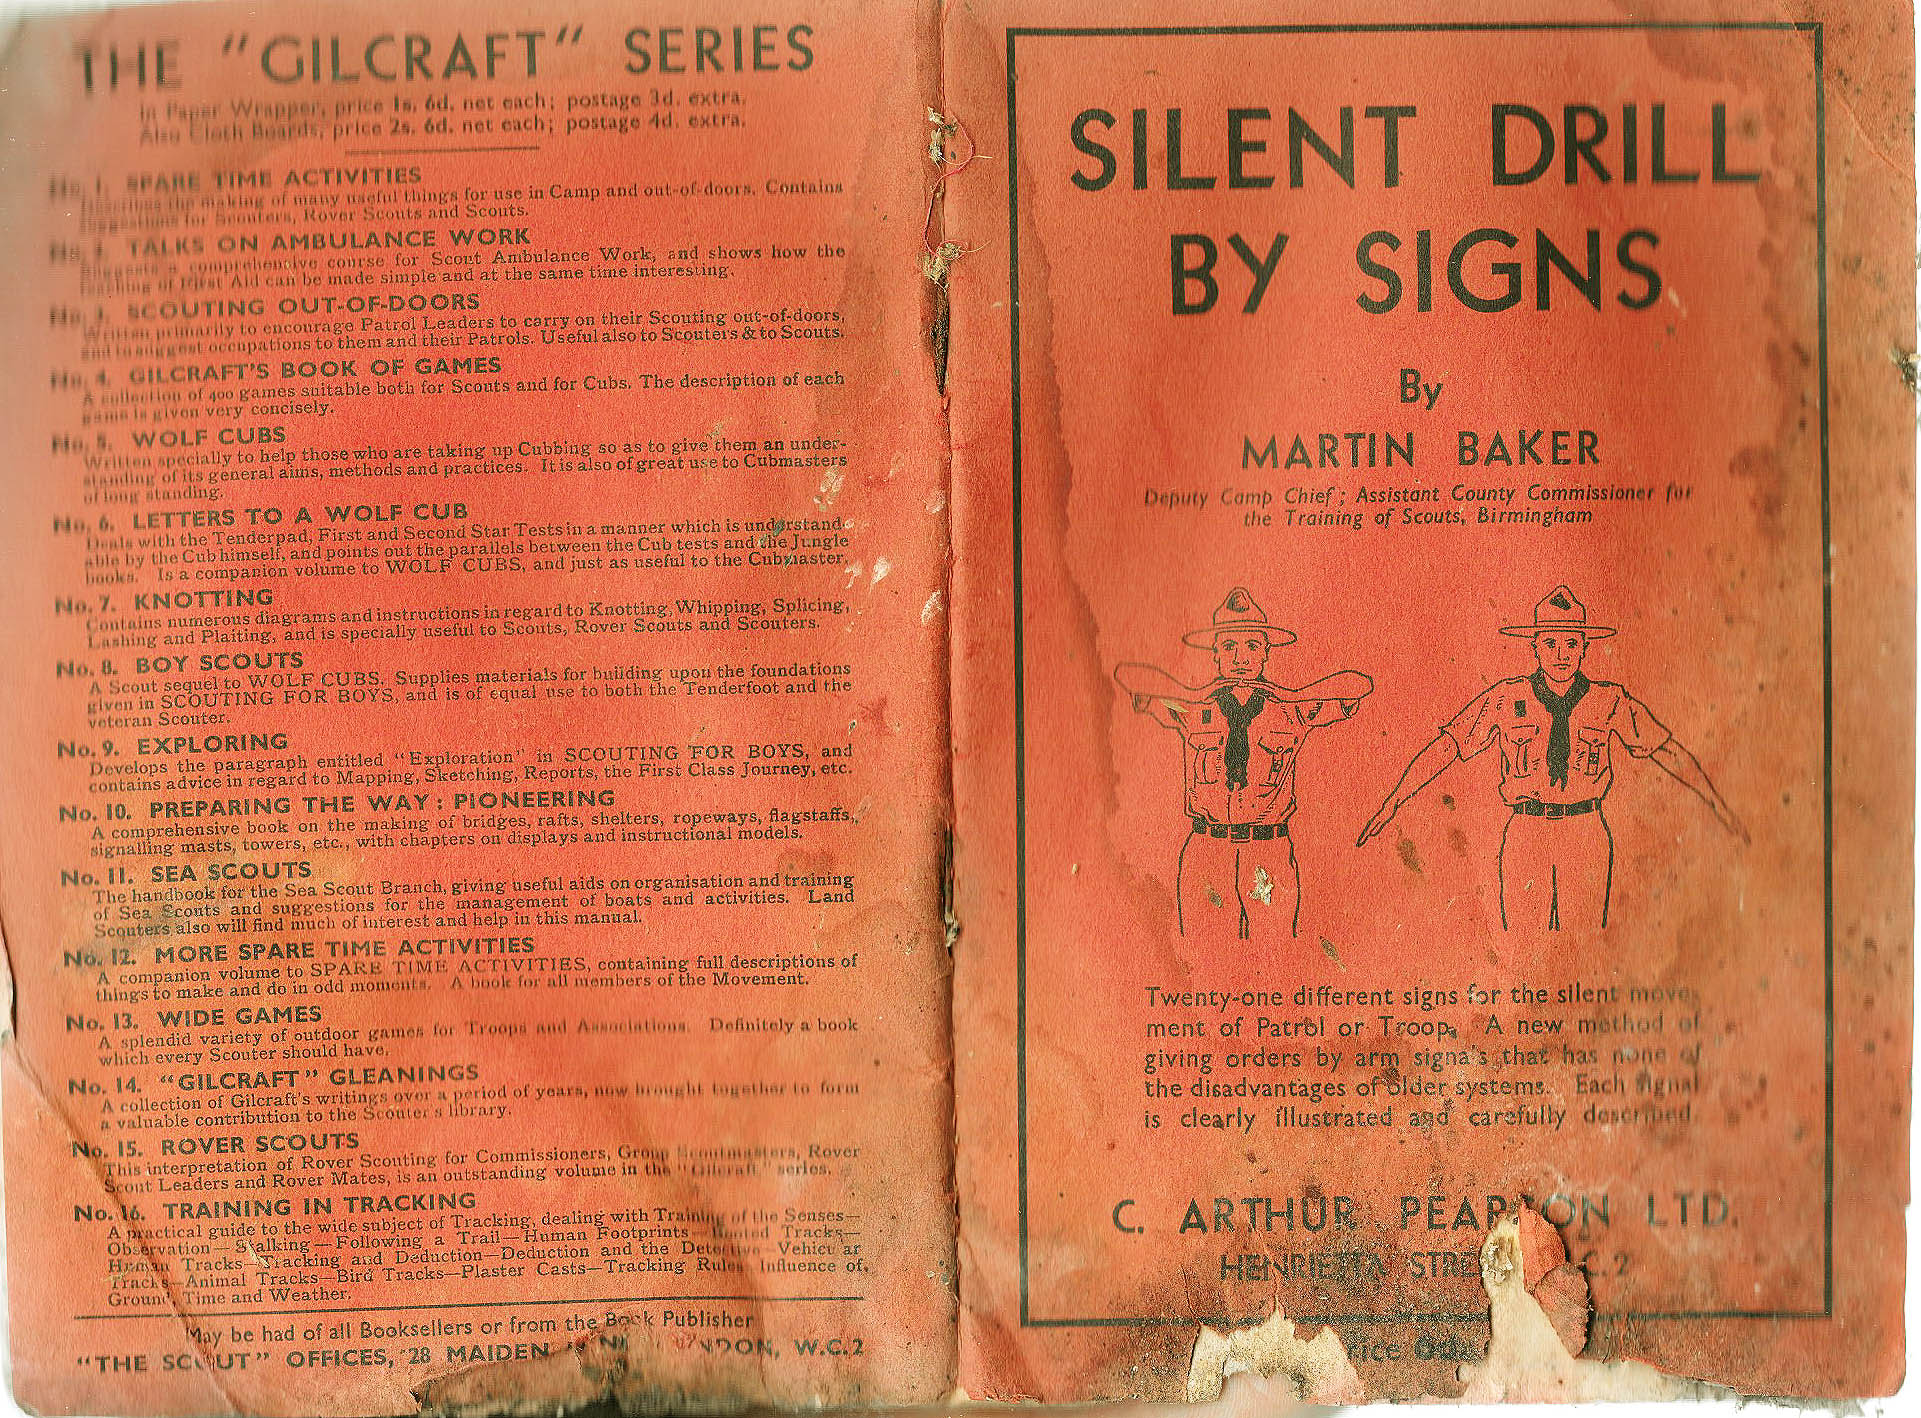 THE "GILCRAFT" SERIES
In Paper Wrapper, price 1s. 6d. net each; postage 3d. extra.
Also Cloth Boards, price 2s. 6d. net each; postage 4d. extra.
No. 1. SPARE TIME ACTIVITIES
Describes the making of many useful things for use in Camp and out-of-doors. Contains
suggestions for Scouters, Rover Scouts and Scouts.
No. 2. TALKS ON AMBULANCE WORK
Suggests a comprehensive course for Scout Ambulance Work, and shows how the
teaching of First Aid can be made simple and at the same time interesting.
No. 3. SCOUTING OUT-OF-DOORS
Written primarily to encourage Patrol Leaders to carry on their Scouting out-of-doors,
and to suggest occupations to them and their Patrols. Useful also to Scouters & to Scouts.
No. 4. GILCRAFT'S BOOK OF GAMES
A collection of 400 games suitable both for Scouts and for Cubs. The description of each
game is given very concisely.
No. 5. WOLF CUBS
Written specially to help those who are taking up Cubbing so as to give them an under-
standing of its general aims, methods and practices. It is also of great use to Cubmasters
of long standing.
No. 6. LETTERS TO A WOLF CUB
Deals with the Tenderpad, First and Second Star Tests in a manner which is understand-
able by the Cub himself, and points out the parallels between the Cub tests and the Jungle
books. Is a companion volume to WOLF CUBS, and just as useful to the Cubmaster.
No. 7. KNOTTING
Contains numerous diagrams and instructions in regard to Knotting, Whipping, Splicing,
Lashing and Plaiting, and is specially useful to Scouts, Rover Scouts and Scouters.
No. 8. BOY SCOUTS
A Scout sequel to WOLF CUBS. Supplies materials for building upon the foundations
given in SCOUTING FOR BOYS, and is of equal use to both the Tenderfoot and the
veteran Scouter.
No. 9. EXPLORING
Develops the paragraph entitled "Exploration" in SCOUTING FOR BOYS, and
contains advice in regard to Mapping, Sketching, Reports, the First Class Journey, etc.
No. 10. PREPARING THE WAY: PIONEERING
A comprehensive book on the making of bridges, rafts, shelters, ropeways, flagstaffs,
signalling masts, towers, etc., with chapters on displays and instructional models.
No. 11. SEA SCOUTS
The handbook for the Sea Scout Branch, giving useful aids on organisation and training
of Sea Scouts and suggestions for the management of boats and activities. Land
Scouters also will find much of interest and help in this manual.
No. 12. MORE SPARE TIME ACTIVITIES
A companion volume to SPARE TIME ACTIVITIES, containing full descriptions of
things to make and do in odd moments. A book for all members of the Movement.
No. 13. WIDE GAMES
A splendid variety of outdoor games for Troops and Associations. Definitely a book
which every Scouter should have.
No. 14. "GILCRAFT" GLEANINGS
A collection of Gilcraft's writings over a period of years, now brought together to form
a valuable contribution to the Scouter's library.
No. 15. ROVER SCOUTS
This interpretation of Rover Scouting for Commissioners, Group Scoutmasters, Rover
Scout Leaders and Rover Mates, is an outstanding volume in the "Gilcraft" series.
No. 16. TRAINING IN TRACKING
A practical guide to the wide subject of Tracking, dealing with Training of the Senses—
Observation—Stalking—Following a Trail—Human Footprints— Tracks—
Human Tracks—Tracking and Deduction—Deduction and the Detective—Vehicular
Tracks—Animal Tracks—Bird Tracks—Plaster Casts—Tracking Rules—Influence of
Ground, Time and Weather.
May be had of all Booksellers or from the Book Publisher
"THE SCOUT" OFFICES, 28 MAIDEN LONDON, W.C.2
SILENT DRILL
BY SIGNS
By
MARTIN BAKER
Deputy Camp Chief; Assistant County Commissioner for
the Training of Scouts, Birmingham
Twenty-one different signs for the silent move-
ment of Patrol or Troop. A new method of
giving orders by arm signals that has none of
the disadvantages of older systems. Each signal
is clearly illustrated and carefully described.
C. ARTHUR PEARSON LTD.
HENRIETTA STREET